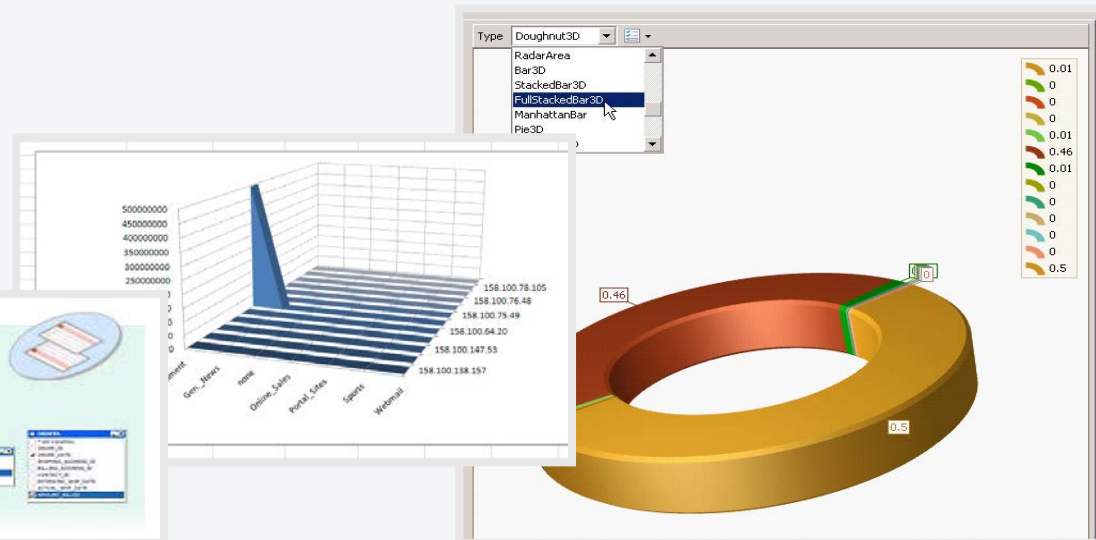 Type Doughnut3D
RadarArea
Bar3D
StackedBar3D
FullStackedBar3D
ManhattanBar
Pie3D
0.01
0
0
0
0.01
0.46
0.01
0
0
0
0
0
0.5
0.46
0
0.5
500000000
450000000
400000000
350000000
300000000
250000000
158.100.78.105
158.100.76.48
158.100.75.49
158.100.64.20
158.100.147.53
158.100.138.157
Gen_News
none
Online_Sales
Portal_Sites
Sports
Webmail